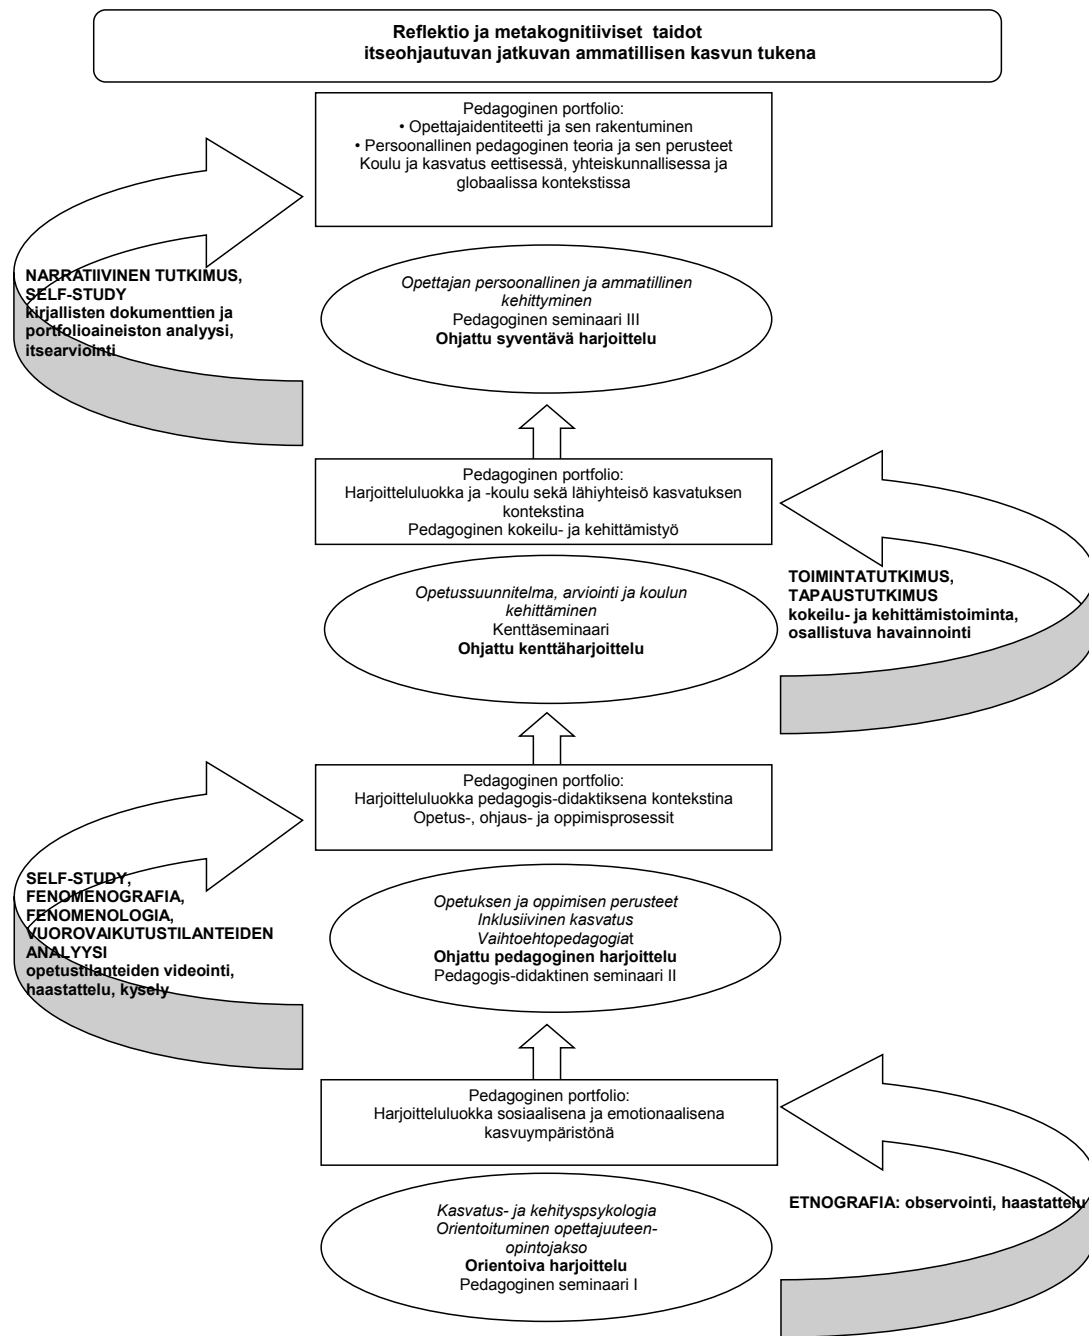 Reflektio ja metakognitiiviset taidot
itseohjautuvan jatkuvan ammatillisen kasvun tukena
Pedagoginen portfolio:
• Opettajaidentiteetti ja sen rakentuminen
• Persoonallinen pedagoginen teoria ja sen perusteet
Koulu ja kasvatus eettisessä, yhteiskunnallisessa ja
globaalissa kontekstissa
NARRATIIVINEN TUTKIMUS,
SELF-STUDY
kirjallisten dokumenttien ja
portfolioaineiston analyysi,
itsearviointi
Opettajan persoonallinen ja ammatillinen
kehittyminen
Pedagoginen seminaari III
Ohjattu syventävä harjoittelu
Pedagoginen portfolio:
Harjoitteluluokka ja -koulu sekä lähiyhteisö kasvatuksen
kontekstina
Pedagoginen kokeilu- ja kehittämistyö
TOIMINTATUTKIMUS,
TAPAUSTUTKIMUS
kokeilu- ja kehittämistoiminta,
osallistuva havainnointi
Opetussuunnitelma, arviointi ja koulun
kehittäminen
Kenttäseminaari
Ohjattu kenttäharjoittelu
Pedagoginen portfolio:
Harjoitteluluokka pedagogis-didaktiksena kontekstina
Opetus-, ohjaus- ja oppimisprosessit
SELF-STUDY,
FENOMENOGRAFIA,
FENOMENOLOGIA,
VUOROVAIKUTUSTILANTEIDEN
ANALYYSI
opetustilanteiden videointi,
haastattelu, kysely
Opetuksen ja oppimisen perusteet
Inklusiivinen kasvatus
Vaihtoehtopedagogiat
Ohjattu pedagoginen harjoittelu
Pedagogis-didaktinen seminaari II
Pedagoginen portfolio:
Harjoitteluluokka sosiaalisena ja emotionaalisena
kasvuympäristönä
ETNOGRAFIA: observointi, haastattelu
Kasvatus- ja kehityspsykologia
Orientoituminen opettajuuteen-
opintojakso
Orientoiva harjoittelu
Pedagoginen seminaari I